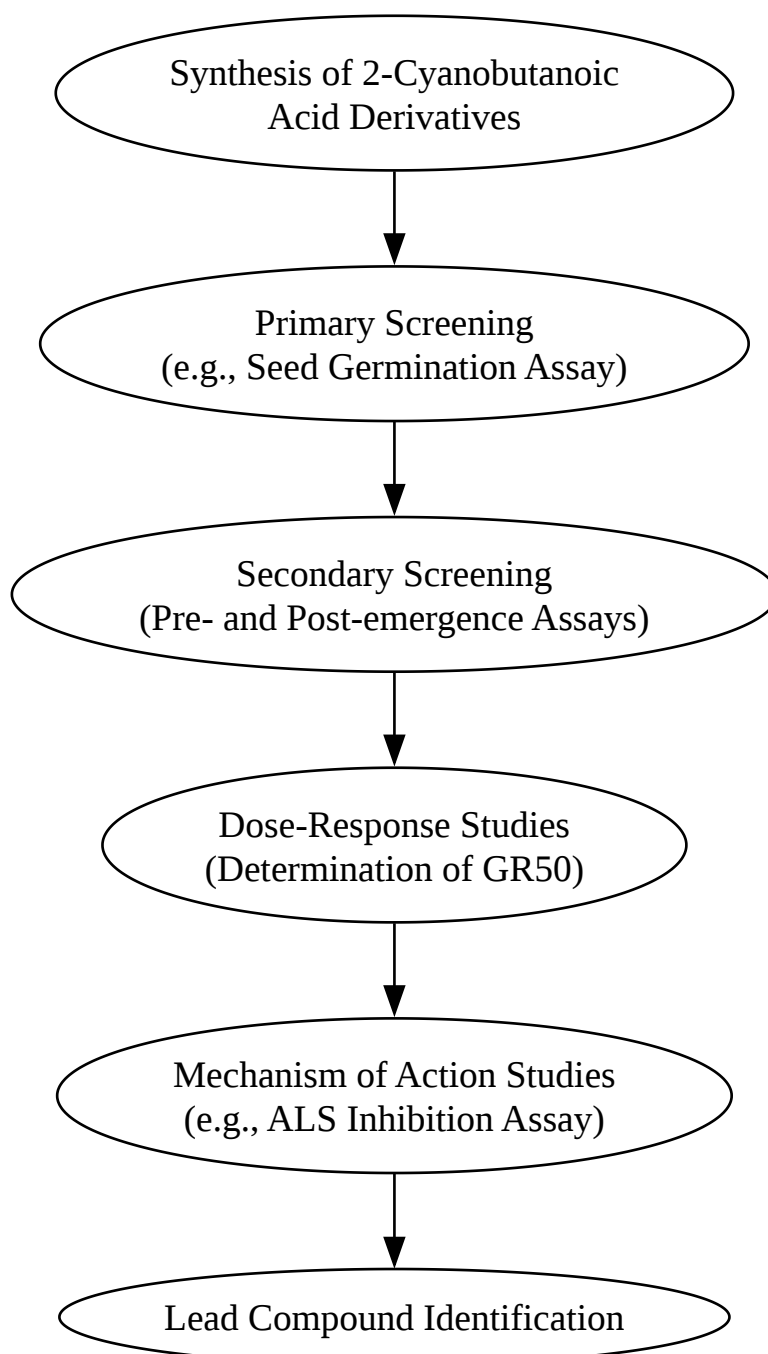 Synthesis of 2-Cyanobutanoic
Acid Derivatives
Primary Screening
(e.g., Seed Germination Assay)
Secondary Screening
(Pre- and Post-emergence Assays)
Dose-Response Studies
(Determination of GR50)
Mechanism of Action Studies
(e.g., ALS Inhibition Assay)
Lead Compound Identification